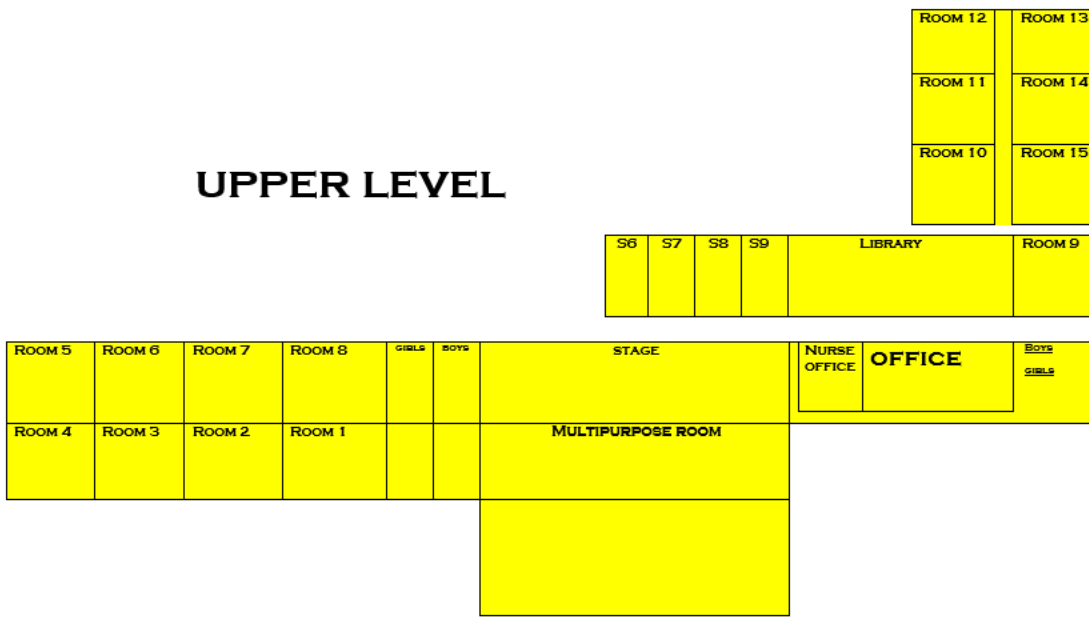 ROOM 12 ROOM 13
ROOM 11 ROOM 14
ROOM 10 ROOM 15
UPPER LEVEL
S6 S7 S8 S9 LIBRARY ROOM 9
ROOM 5 ROOM 6 ROOM 7 ROOM 8 GIRLS BOYS STAGE NURSE OFFICE OFFICE BOYS GIRLS
ROOM 4 ROOM 3 ROOM 2 ROOM 1 MULTIPURPOSE ROOM